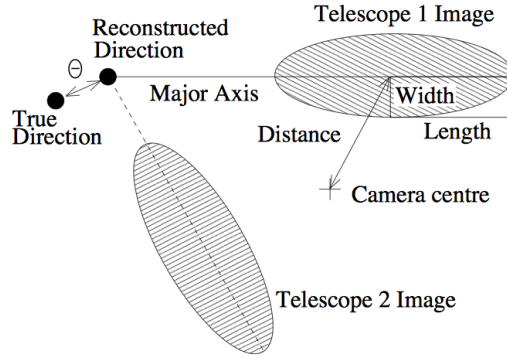 Telescope 1 Image
Reconstructed
Direction
Θ
Major Axis
Width
True
Direction
Distance
Length
Camera centre
Telescope 2 Image